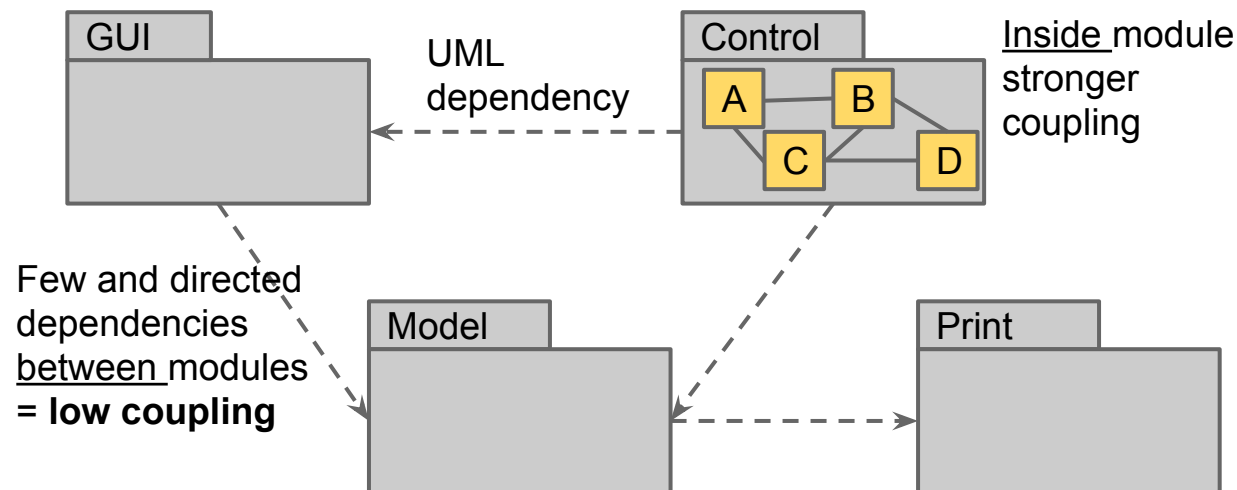 GUI
UML
dependency
Control
A
B
C
D
Inside module
stronger
coupling
Few and directed
dependencies
between modules
= low coupling
Model
Print